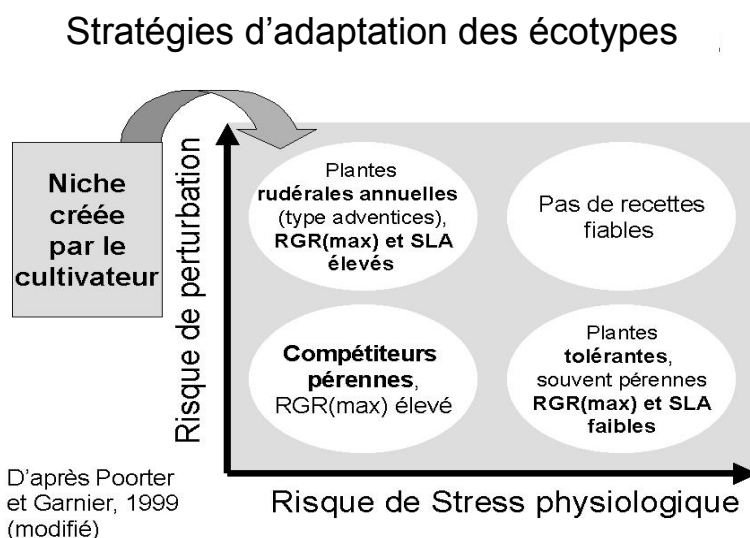 Stratégies d'adaptation des écotypes
Niche
créée
par le
cultivateur
Risque de perturbation
Plantes
rudérales annuelles
(type adventices),
RGR(max) et SLA
élevés
Pas de recettes
fiables
Compétiteurs
pérennes,
RGR(max) élevé
Plantes
tolérantes,
souvent pérennes
RGR(max) et SLA
faibles
D'après Poorter
et Garnier, 1999
(modifié)
Risque de Stress physiologique